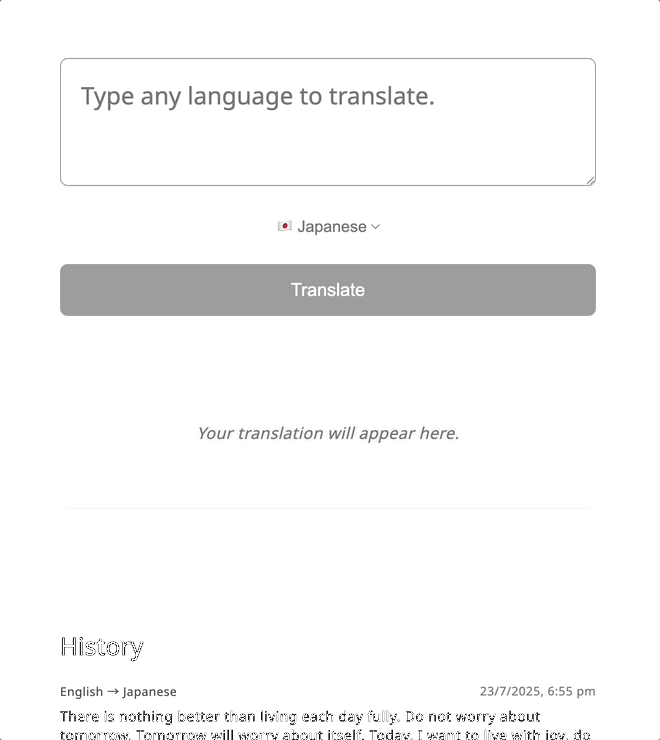 Type any language to translate.
🇯🇵 Japanese
Translate
Your translation will appear here.
History
English → Japanese 23/7/2025, 6:55 pm
There is nothing better than living each day fully. Do not worry about
tomorrow. Tomorrow will worry about itself. Today, I want to live with joy, do